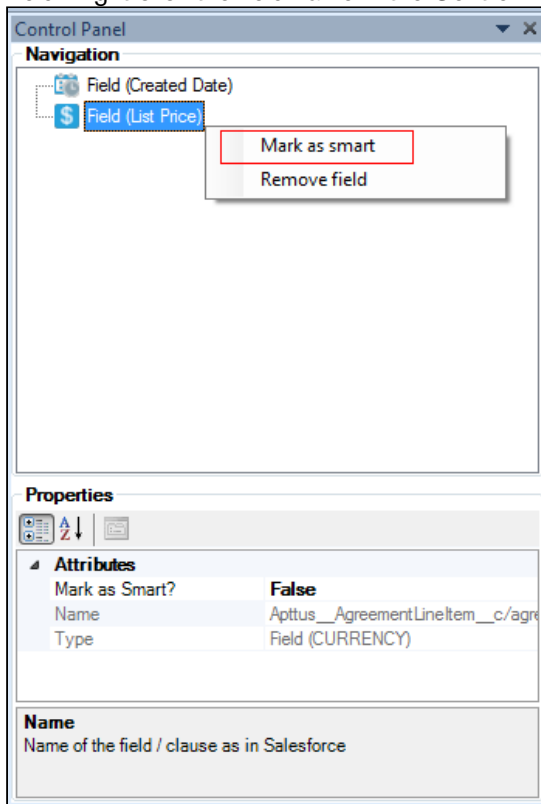 Control Panel
Navigation
Field (Created Date)
$ Field (List Price)
Mark as smart
Remove field
Properties
Attributes
Mark as Smart? False
Name Apttus__AgreementLineItem__c/agre
Type Field (CURRENCY)
Name
Name of the field / clause as in Salesforce